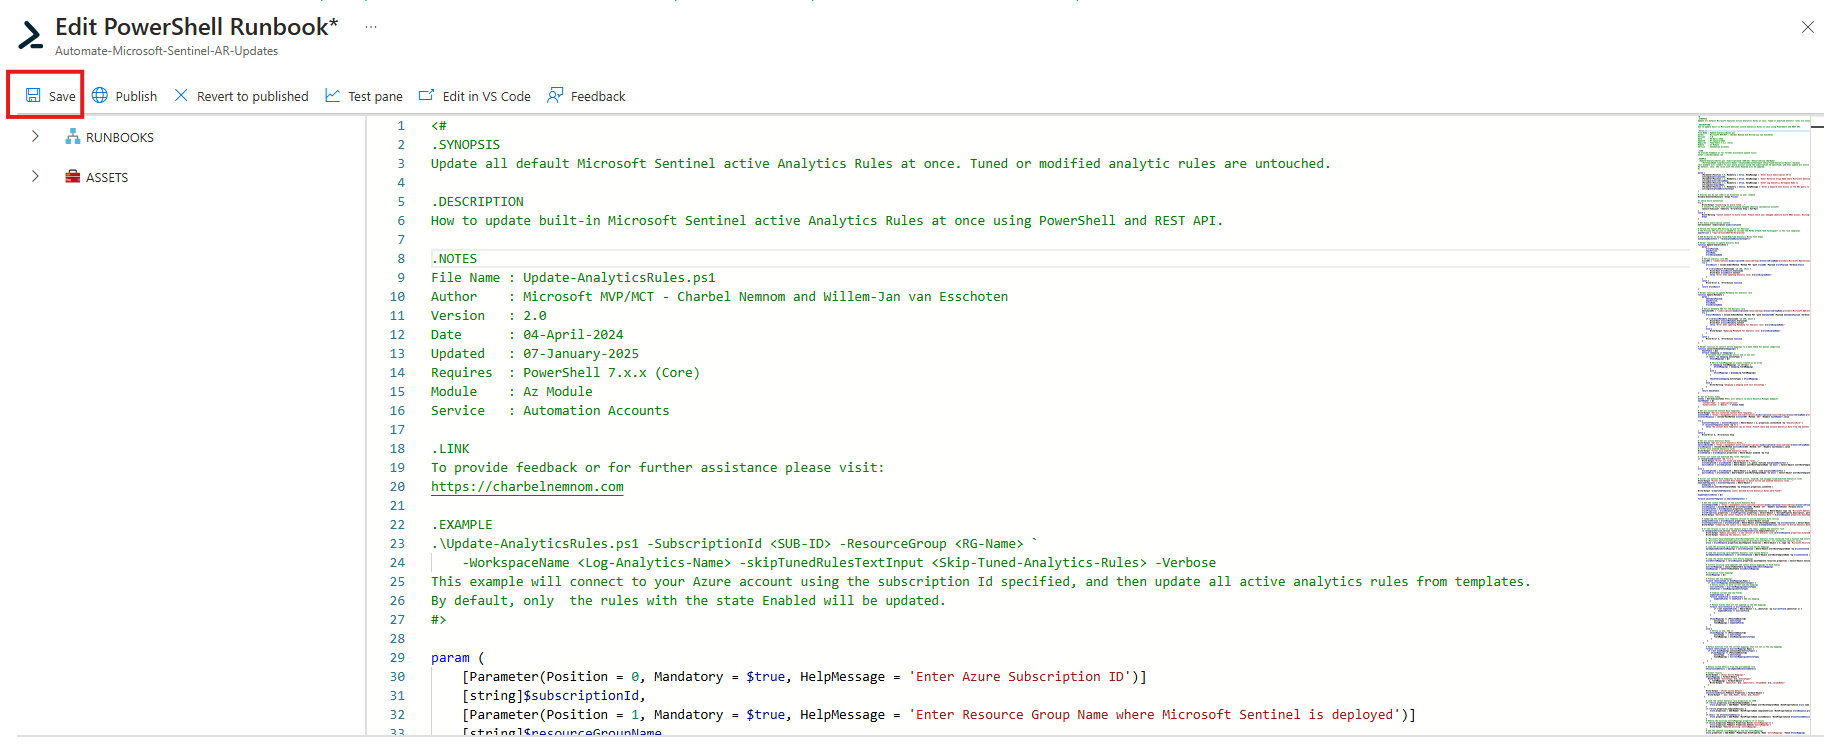 Edit PowerShell Runbook*
...
Automate-Microsoft-Sentinel-AR-Updates
Save
Publish
Revert to published
Test pane
Edit in VS Code
Feedback
RUNBOOKS
ASSETS
1 <#
2 .SYNOPSIS
3 Update all default Microsoft Sentinel active Analytics Rules at once. Tuned or modified analytic rules are untouched.
4
5 .DESCRIPTION
6 How to update built-in Microsoft Sentinel active Analytics Rules at once using PowerShell and REST API.
7
8 .NOTES
9 File Name : Update-AnalyticsRules.ps1
10 Author    : Microsoft MVP/MCT - Charbel Nemnom and Willem-Jan van Esschoten
11 Version   : 2.0
12 Date      : 04-April-2024
13 Updated   : 07-January-2025
14 Requires  : PowerShell 7.x.x (Core)
15 Module    : Az Module
16 Service   : Automation Accounts
17
18 .LINK
19 To provide feedback or for further assistance please visit:
20 https://charbelnemnom.com
21
22 .EXAMPLE
23 .\Update-AnalyticsRules.ps1 -SubscriptionId <SUB-ID> -ResourceGroup <RG-Name> `
24     -WorkspaceName <Log-Analytics-Name> -skipTunedRulesTextInput <Skip-Tuned-Analytics-Rules> -Verbose
25 This example will connect to your Azure account using the subscription Id specified, and then update all active analytics rules from templates.
26 By default, only  the rules with the state Enabled will be updated.
27 #>
28
29 param (
30     [Parameter(Position = 0, Mandatory = $true, HelpMessage = 'Enter Azure Subscription ID')]
31     [string]$subscriptionId,
32     [Parameter(Position = 1, Mandatory = $true, HelpMessage = 'Enter Resource Group Name where Microsoft Sentinel is deployed')]
33     [string]$resourceGroupName